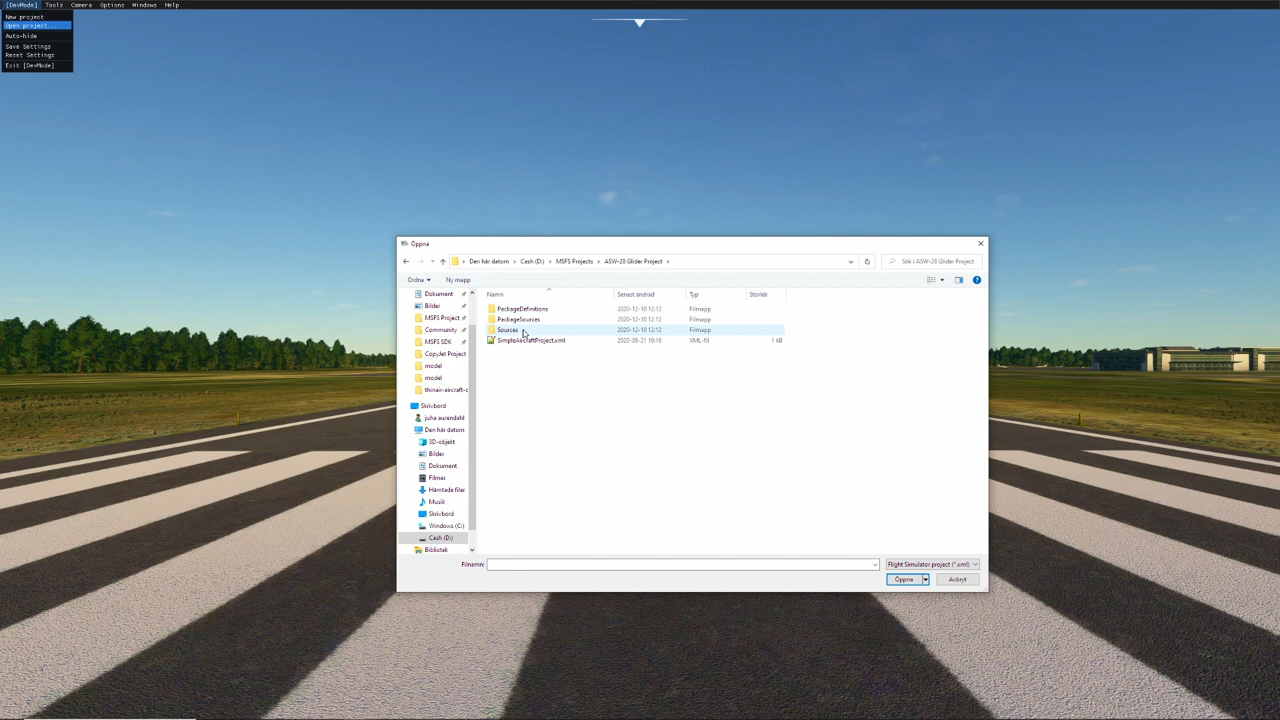 [DevMode] Tools Camera Options Windows Help
New project
Open project...
Auto-hide
Save Settings
Reset Settings
Exit [DevMode]
Öppna
Den här datorn > Cash (D:) > MSFS Projects > ASW-28 Glider Project >
Sök i ASW-28 Glider Project
Ordna Ny mapp
Namn Senast ändrad Typ Storlek
PackageDefinitions 2020-12-10 12:12 Filmapp
PackageSources 2020-12-10 12:12 Filmapp
Sources 2020-12-10 12:12 Filmapp
SimpleAircraftProject.xml 2020-09-21 19:16 XML-fil 1 kB
Dokument
Bilder
MSFS Project
Community
MSFS SDK
CopyJet Project
model
model
thinair-aircraft-c
Skrivbord
juha aurendahl
Den här datorn
3D-objekt
Bilder
Dokument
Filmer
Hämtade filer
Musik
Skrivbord
Windows (C:)
Cash (D:)
Bibliotek
Filnamn: Flight Simulator project (*.xml)
Öppna Avbryt